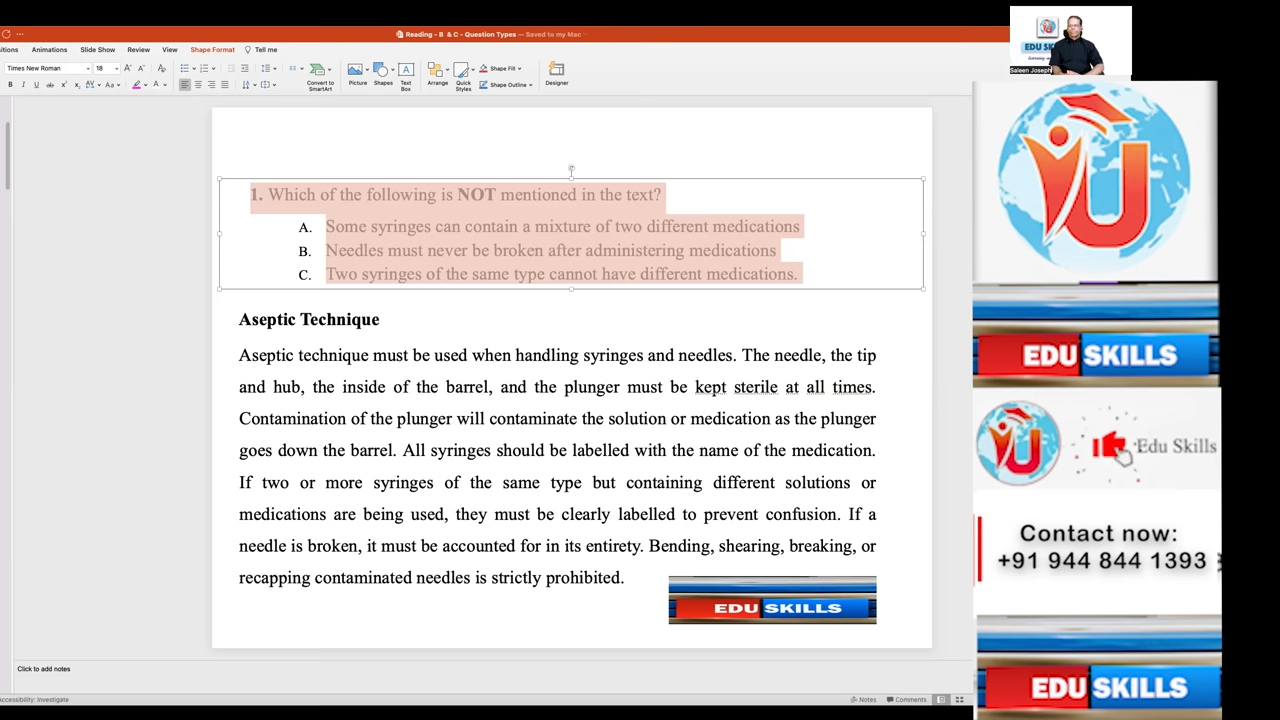 Reading - B & C - Question Types — Saved to my Mac
Animations Slide Show Review View Shape Format Tell me
Times New Roman 18
Convert to SmartArt
Picture Shapes Text Box Arrange Quick Styles Shape Fill Shape Outline Designer
1. Which of the following is NOT mentioned in the text?
A. Some syringes can contain a mixture of two different medications
B. Needles must never be broken after administering medications
C. Two syringes of the same type cannot have different medications.
Aseptic Technique
Aseptic technique must be used when handling syringes and needles. The needle, the tip
and hub, the inside of the barrel, and the plunger must be kept sterile at all times.
Contamination of the plunger will contaminate the solution or medication as the plunger
goes down the barrel. All syringes should be labelled with the name of the medication.
If two or more syringes of the same type but containing different solutions or
medications are being used, they must be clearly labelled to prevent confusion. If a
needle is broken, it must be accounted for in its entirety. Bending, shearing, breaking, or
recapping contaminated needles is strictly prohibited.
EDU SKILLS
Click to add notes
Accessibility: Investigate
Notes Comments
Saleen Joseph
EDU SKILLS
Edu Skills
Contact now:
+91 944 844 1393
EDU SKILLS